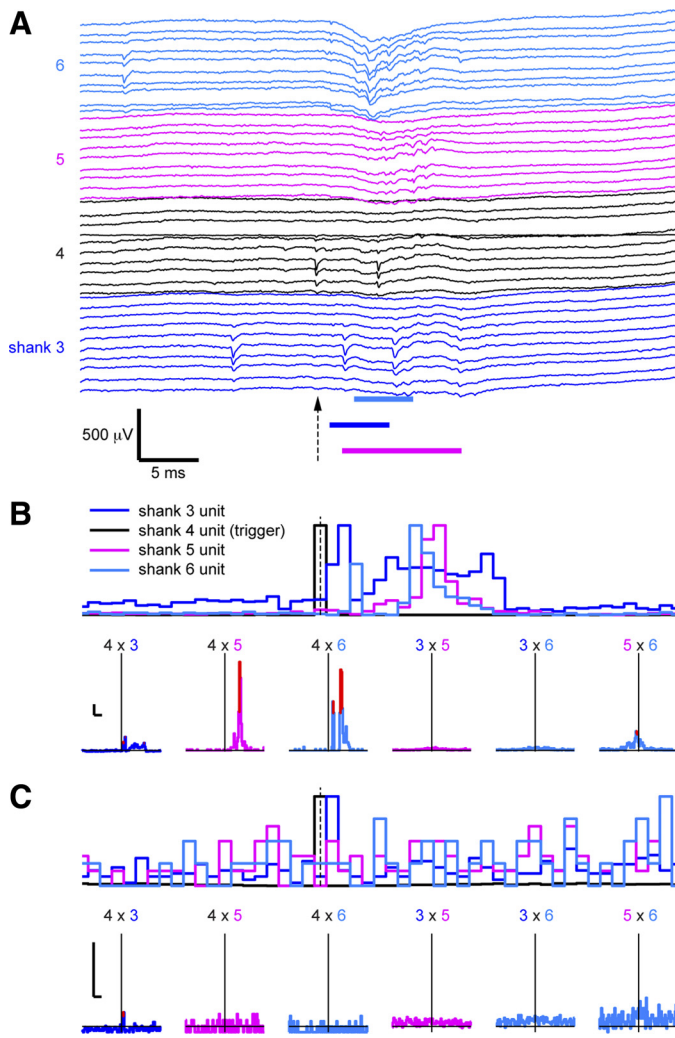 A
6
5
4
shank 3
500 μV
5 ms
B
shank 3 unit
shank 4 unit (trigger)
shank 5 unit
shank 6 unit
4 x 3 4 x 5 4 x 6 3 x 5 3 x 6 5 x 6
C
4 x 3 4 x 5 4 x 6 3 x 5 3 x 6 5 x 6